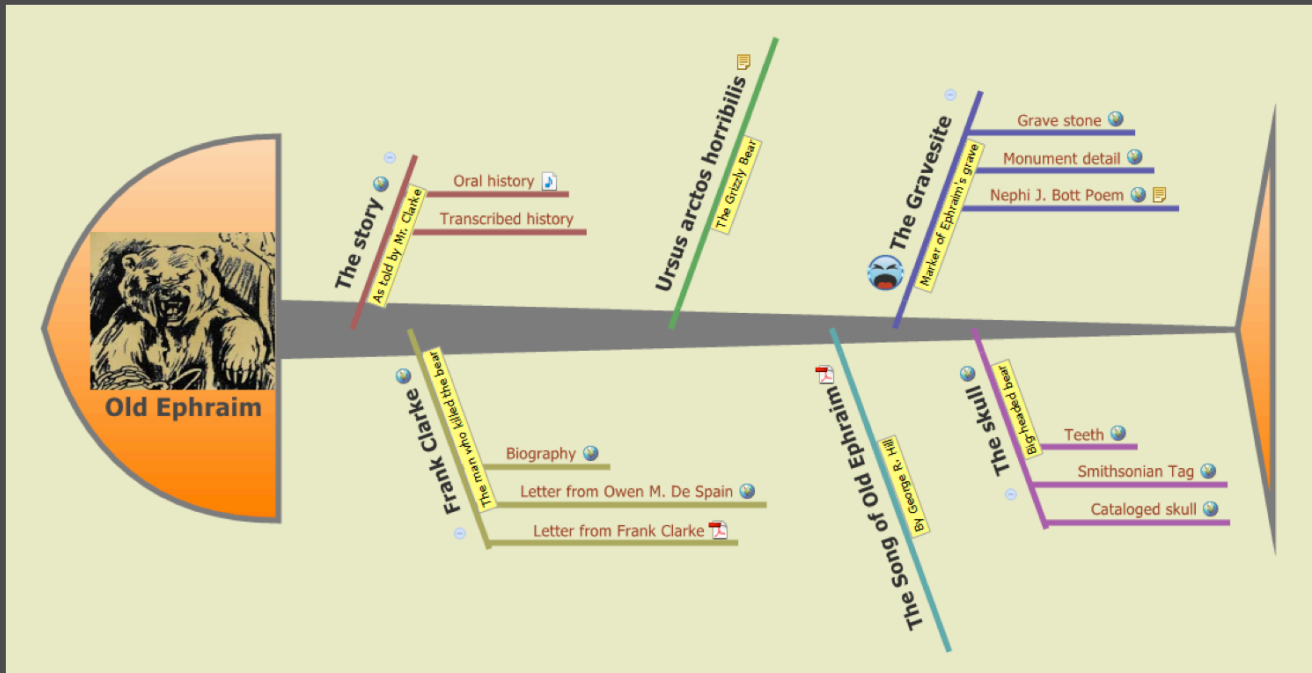 Old Ephraim
The story
As told by Mr. Clarke
Oral history
Transcribed history
Ursus arctos horribilis
The Grizzly Bear
The Gravesite
Marker of Ephraim's grave
Grave stone
Monument detail
Nephi J. Bott Poem
Frank Clarke
The man who killed the bear
Biography
Letter from Owen M. De Spain
Letter from Frank Clarke
The Song of Old Ephraim
By George R. Hill
The skull
Big-headed bear
Teeth
Smithsonian Tag
Cataloged skull